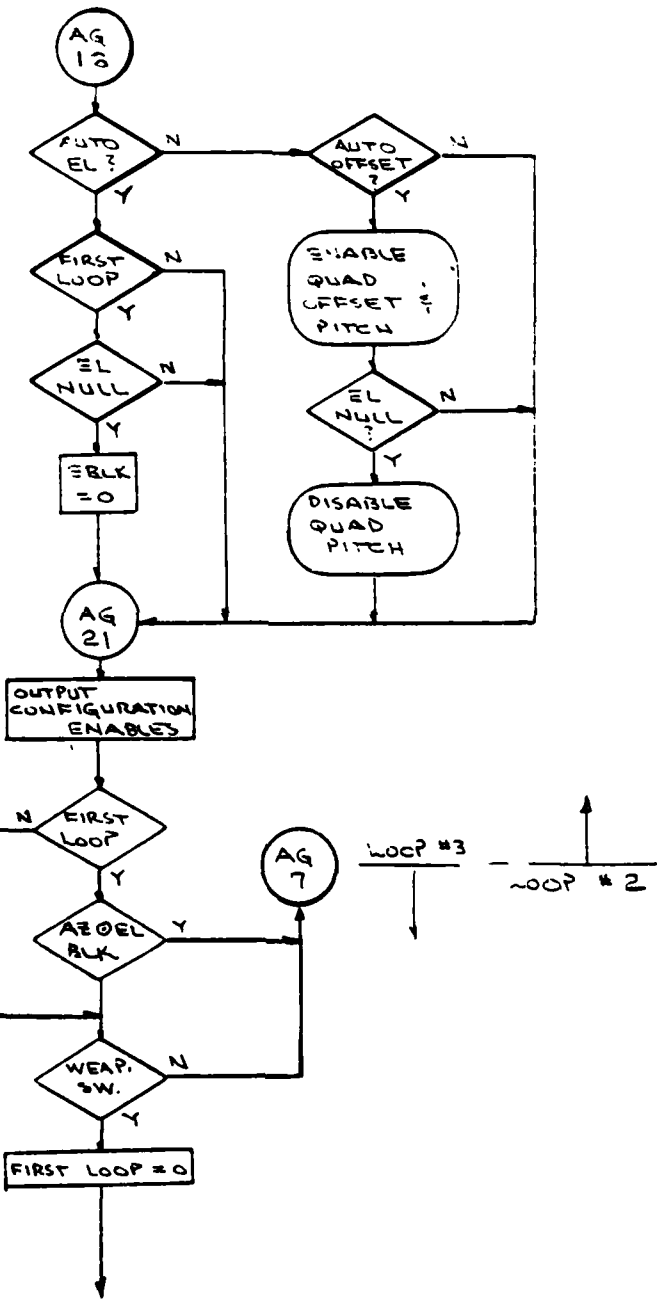 AG
AUTO
EL?
N
Y
AUTO
OFFSET
?
N
Y
FIRST
LOOP
N
Y
ENABLE
QUAD
OFFSET &
PITCH
EL
NULL
N
Y
EL
NULL
?
N
Y
EBLK
=0
DISABLE
QUAD
PITCH
AG
21
OUTPUT
CONFIGURATION
ENABLES
FIRST
LOOP
N
Y
AG
7
LOOP #3
LOOP # 2
AZ⊙EL
BLK
Y
WEAP.
SW.
N
Y
FIRST LOOP = 0